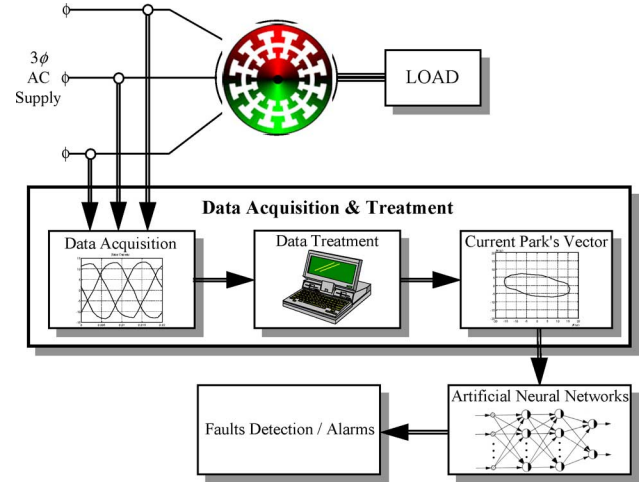 3ϕ
AC
Supply
LOAD
Data Acquisition & Treatment
Data Acquisition
Data Treatment
Current Park's Vector
Artificial Neural Networks
Faults Detection / Alarms